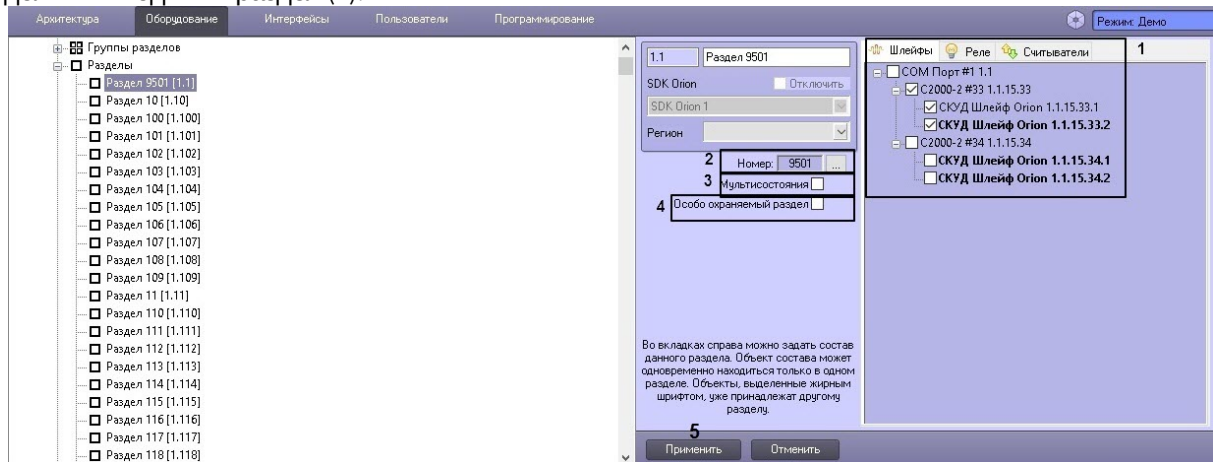 Архитектура Оборудование Интерфейсы Пользователи Программирование Режим: Демо
Группы разделов
Разделы
Раздел 9501 [1.1]
Раздел 10 [1.10]
Раздел 100 [1.100]
Раздел 101 [1.101]
Раздел 102 [1.102]
Раздел 103 [1.103]
Раздел 104 [1.104]
Раздел 105 [1.105]
Раздел 106 [1.106]
Раздел 107 [1.107]
Раздел 108 [1.108]
Раздел 109 [1.109]
Раздел 11 [1.11]
Раздел 110 [1.110]
Раздел 111 [1.111]
Раздел 112 [1.112]
Раздел 113 [1.113]
Раздел 114 [1.114]
Раздел 115 [1.115]
Раздел 116 [1.116]
Раздел 117 [1.117]
Раздел 118 [1.118]
1.1 Раздел 9501
SDK Orion Отключить
SDK Orion 1
Регион
2 Номер: 9501 ...
3 Мультисостояния
4 Особо охраняемый раздел
Во вкладках справа можно задать состав
данного раздела. Объект состава может
одновременно находиться только в одном
разделе. Объекты, выделенные жирным
шрифтом, уже принадлежат другому
разделу.
5
Применить Отменить
Шлейфы Реле Считыватели 1
COM Порт #1 1.1
С2000-2 #33 1.1.15.33
СКУД Шлейф Orion 1.1.15.33.1
СКУД Шлейф Orion 1.1.15.33.2
С2000-2 #34 1.1.15.34
СКУД Шлейф Orion 1.1.15.34.1
СКУД Шлейф Orion 1.1.15.34.2